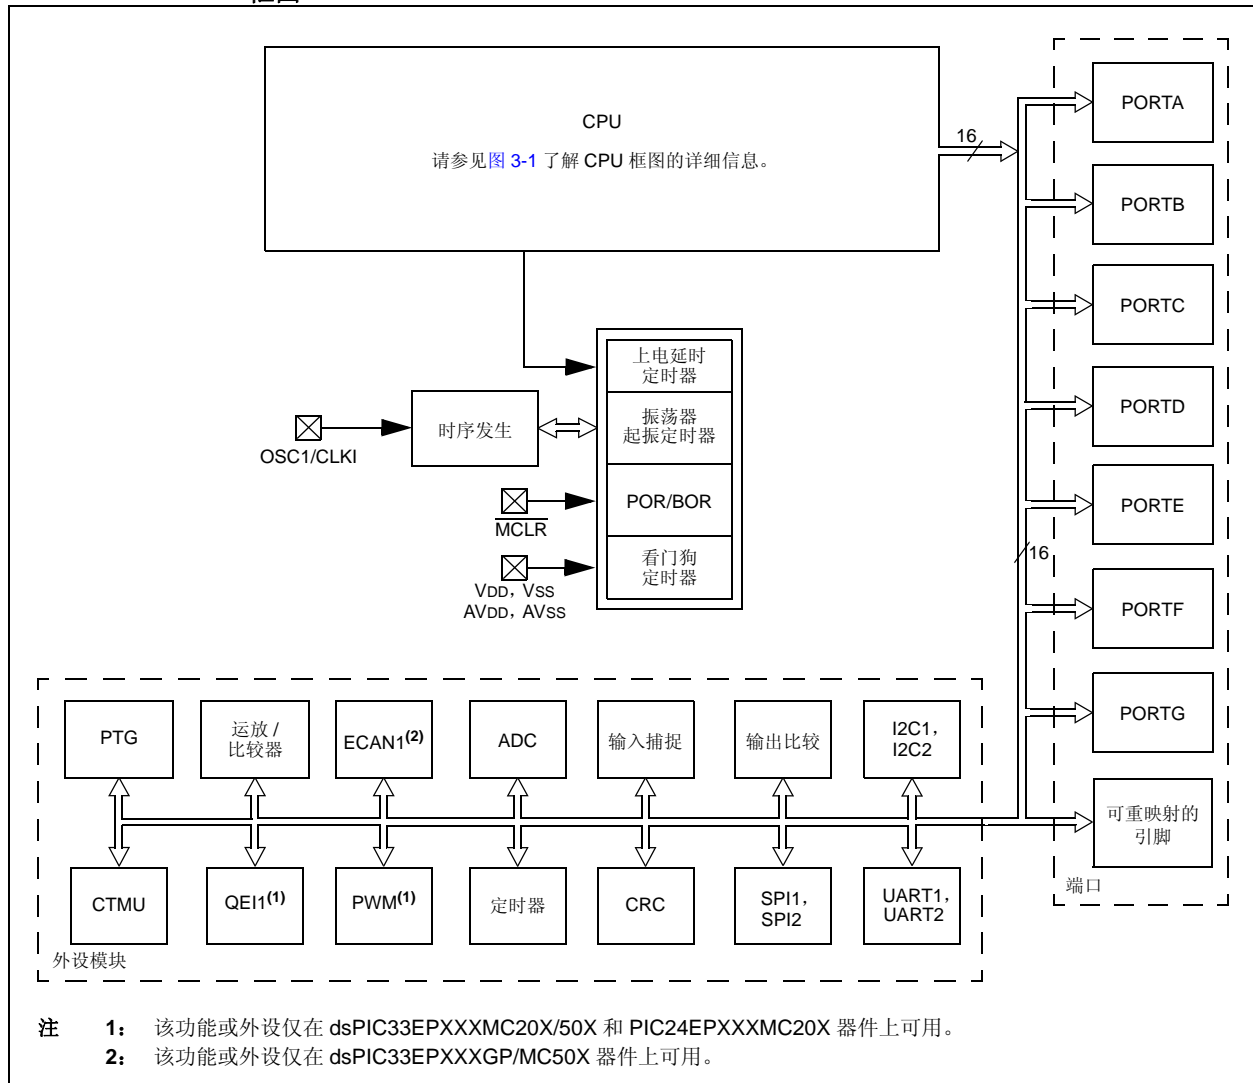 CPU
请参见图 3-1 了解 CPU 框图的详细信息。
16
PORTA
PORTB
PORTC
PORTD
PORTE
16
PORTF
PORTG
可重映射的
引脚
端口
上电延时
定时器
振荡器
起振定时器
POR/BOR
看门狗
定时器
时序发生
OSC1/CLKI
MCLR
VDD，VSS
AVDD，AVSS
PTG
运放 /
比较器
ECAN1(2)
ADC
输入捕捉
输出比较
I2C1，
I2C2
CTMU
QEI1(1)
PWM(1)
定时器
CRC
SPI1，
SPI2
UART1，
UART2
外设模块
注 1： 该功能或外设仅在 dsPIC33EPXXXMC20X/50X 和 PIC24EPXXXMC20X 器件上可用。
2： 该功能或外设仅在 dsPIC33EPXXXGP/MC50X 器件上可用。